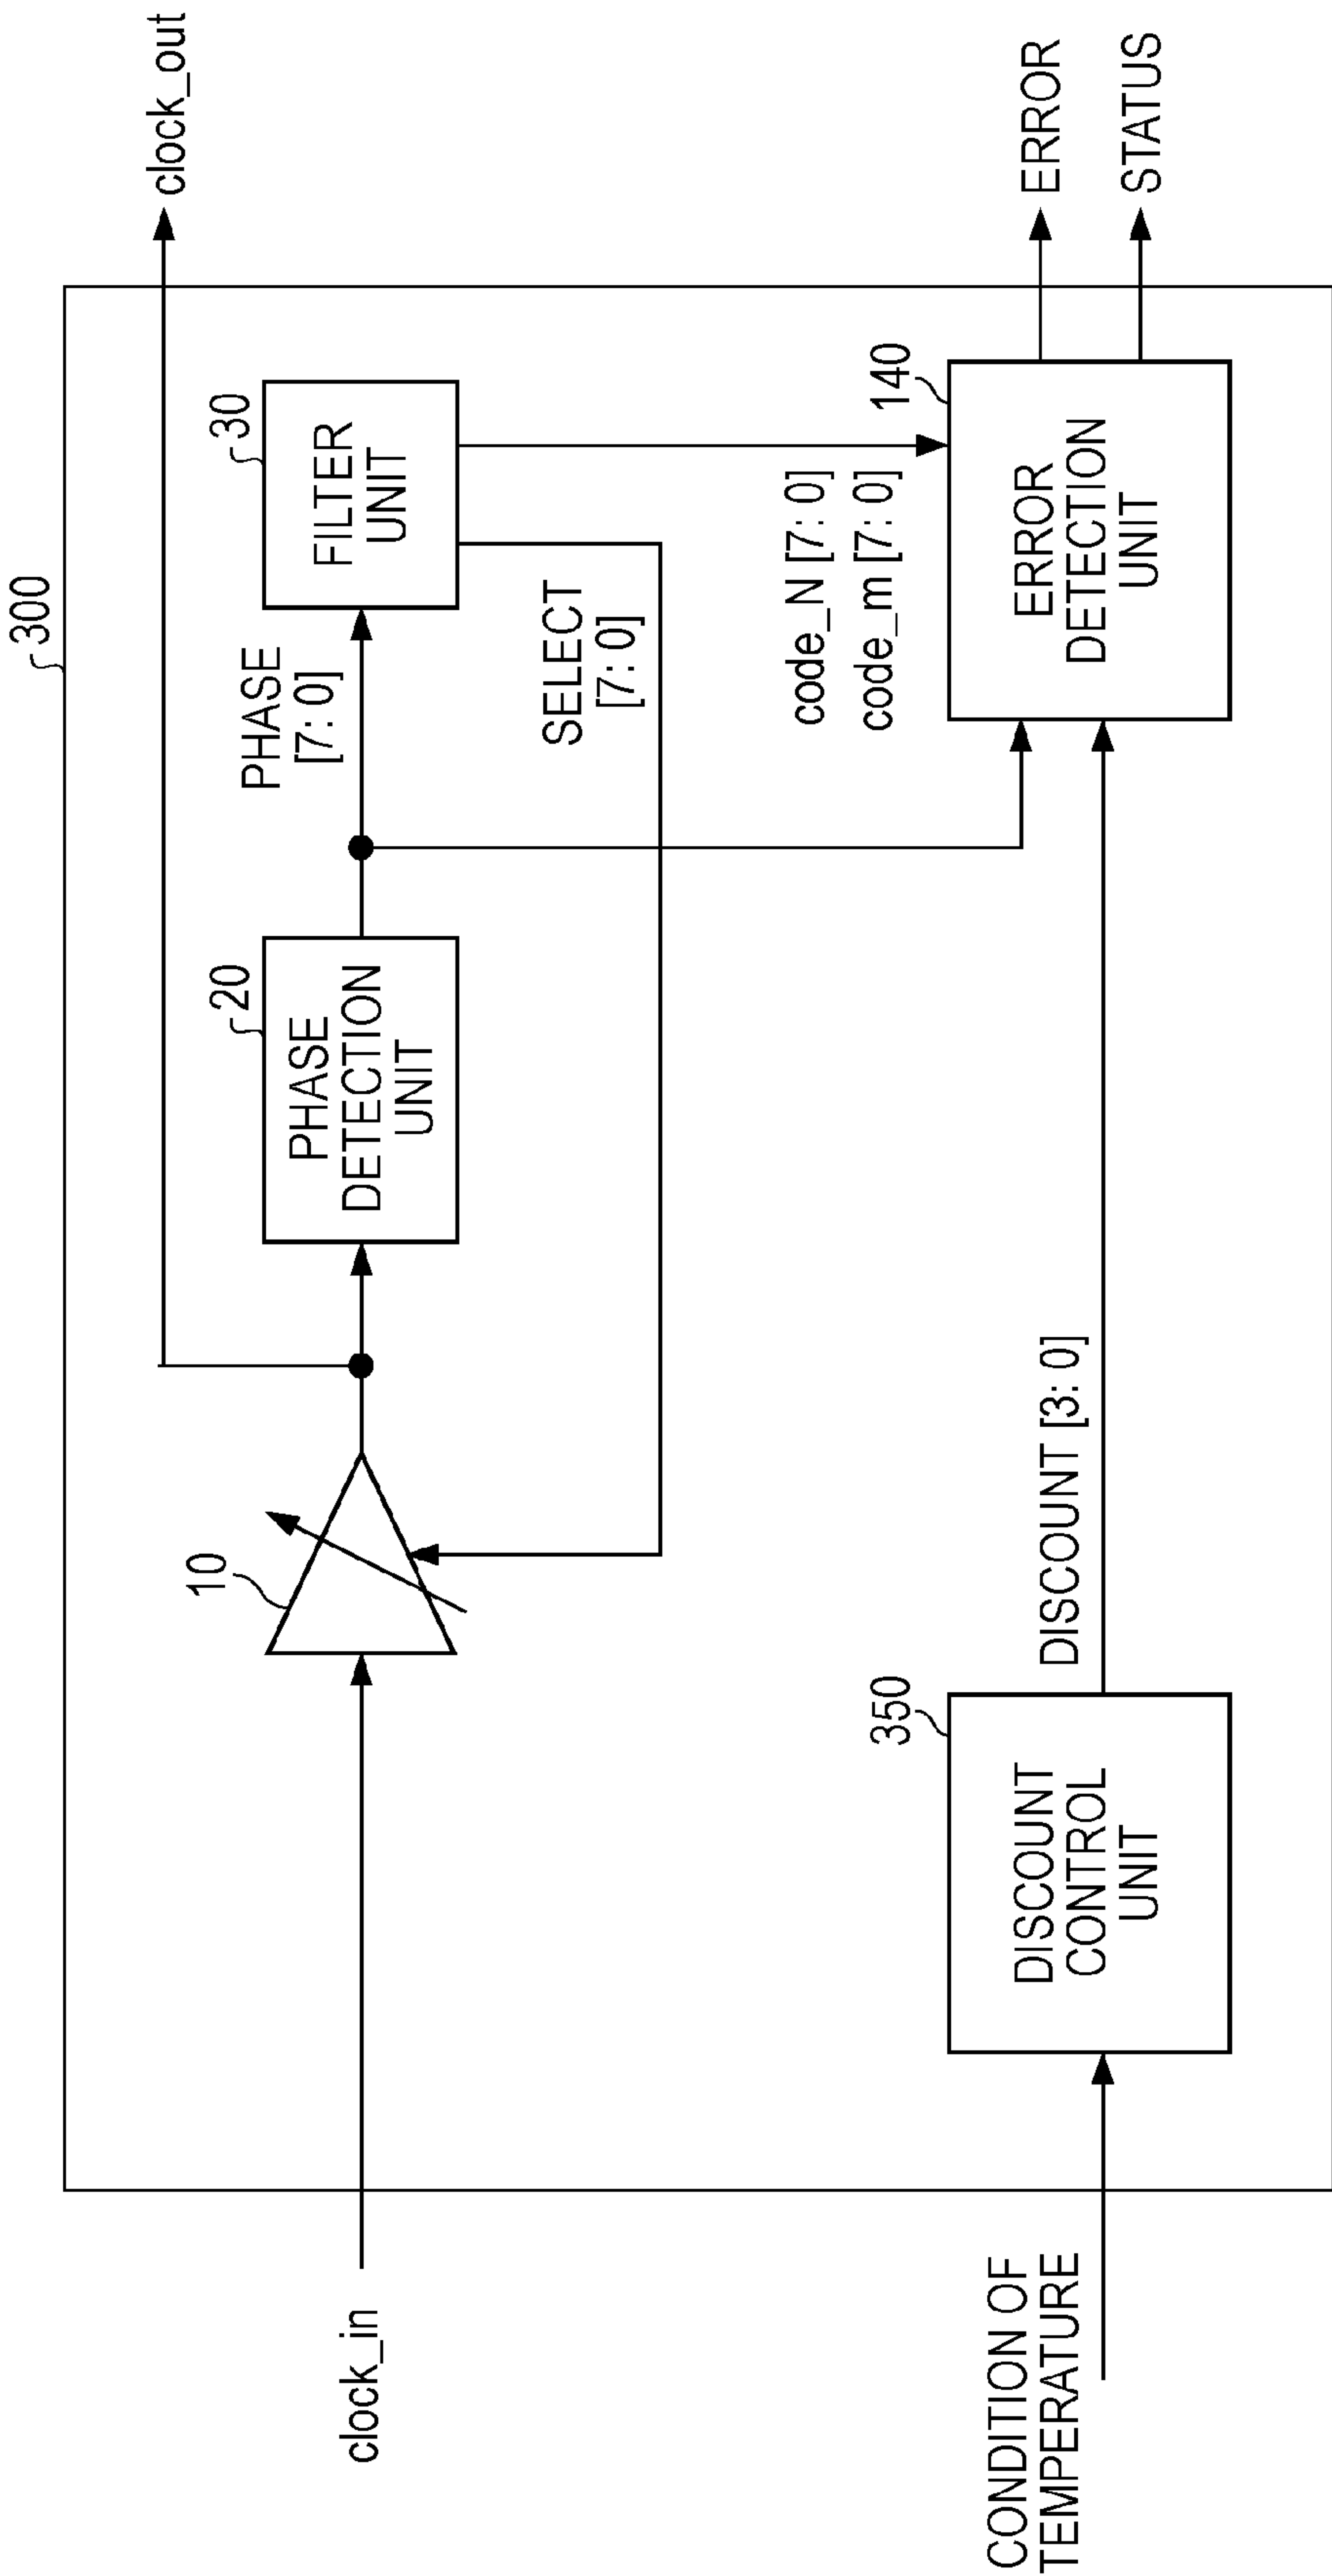 300
clock_out
10
20
PHASE
DETECTION
UNIT
PHASE
[7: 0]
30
FILTER
UNIT
SELECT
[7: 0]
clock_in
code_N [7: 0]
code_m [7: 0]
140
ERROR
DETECTION
UNIT
ERROR
STATUS
350
DISCOUNT
CONTROL
UNIT
DISCOUNT [3: 0]
CONDITION OF
TEMPERATURE